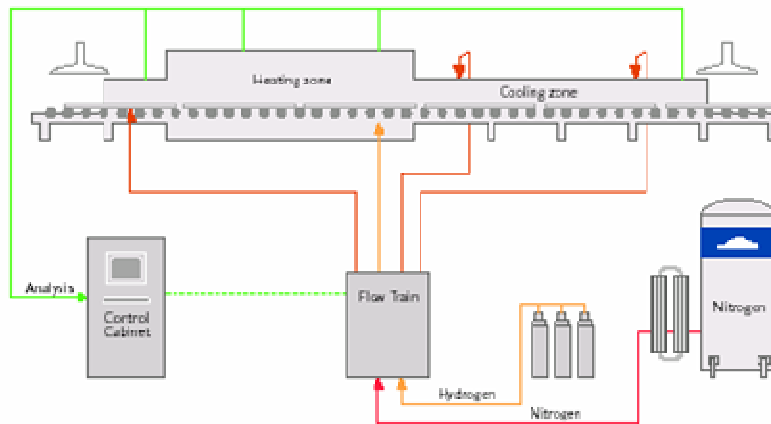 Heating zone
Cooling zone
Analysis
Control
Cabinet
Flow Train
Nitrogen
Hydrogen
Nitrogen